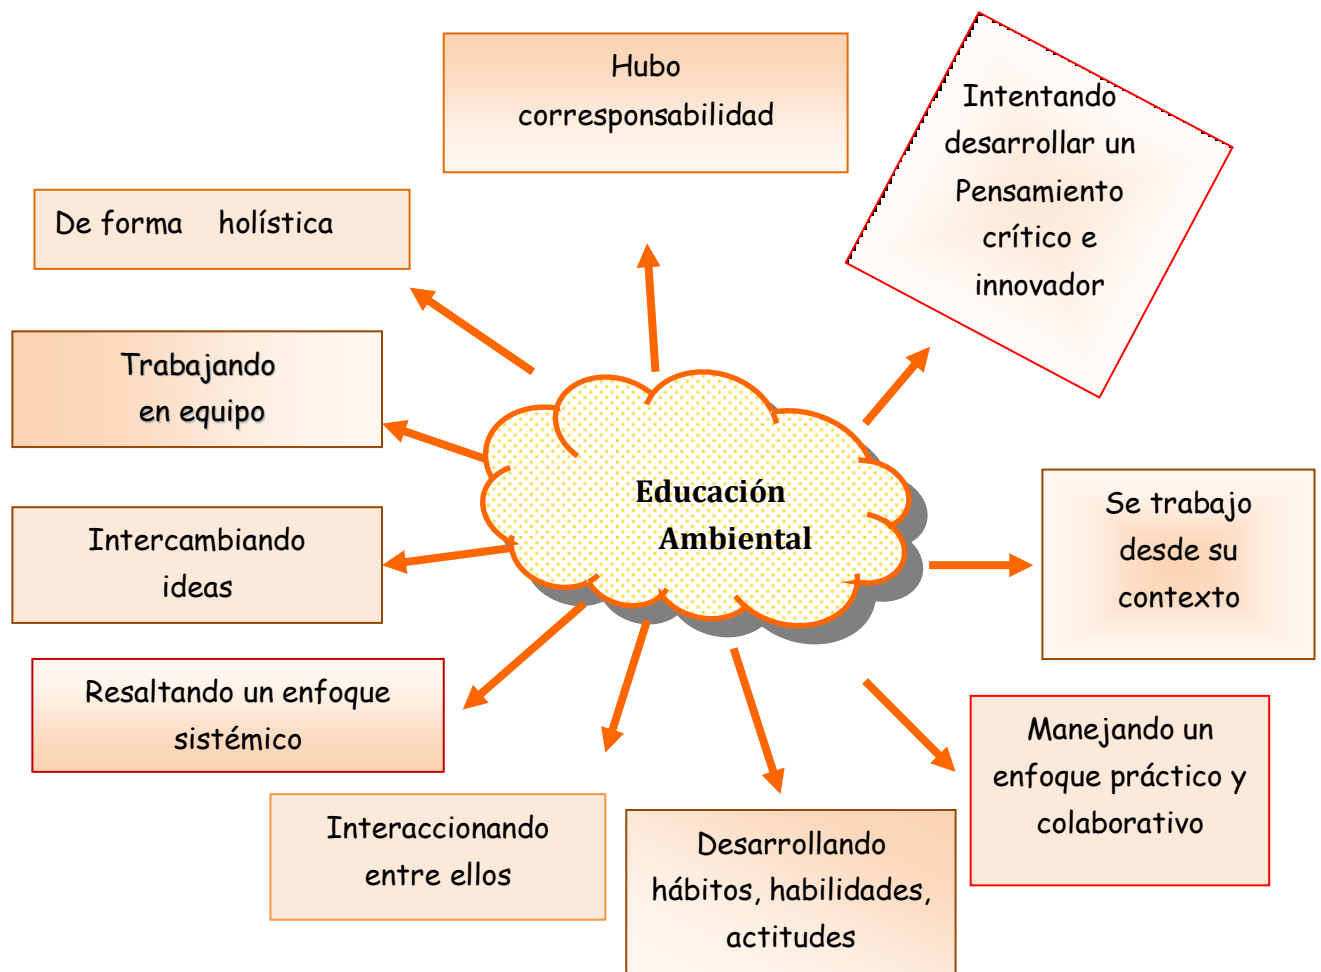 Hubo
corresponsabilidad
Intentando
desarrollar un
Pensamiento
crítico e
innovador
De forma holística
Trabajando
en equipo
Educación
Ambiental
Se trabajo
desde su
contexto
Intercambiando
ideas
Resaltando un enfoque
sistémico
Manejando un
enfoque práctico y
colaborativo
Interaccionando
entre ellos
Desarrollando
hábitos, habilidades,
actitudes